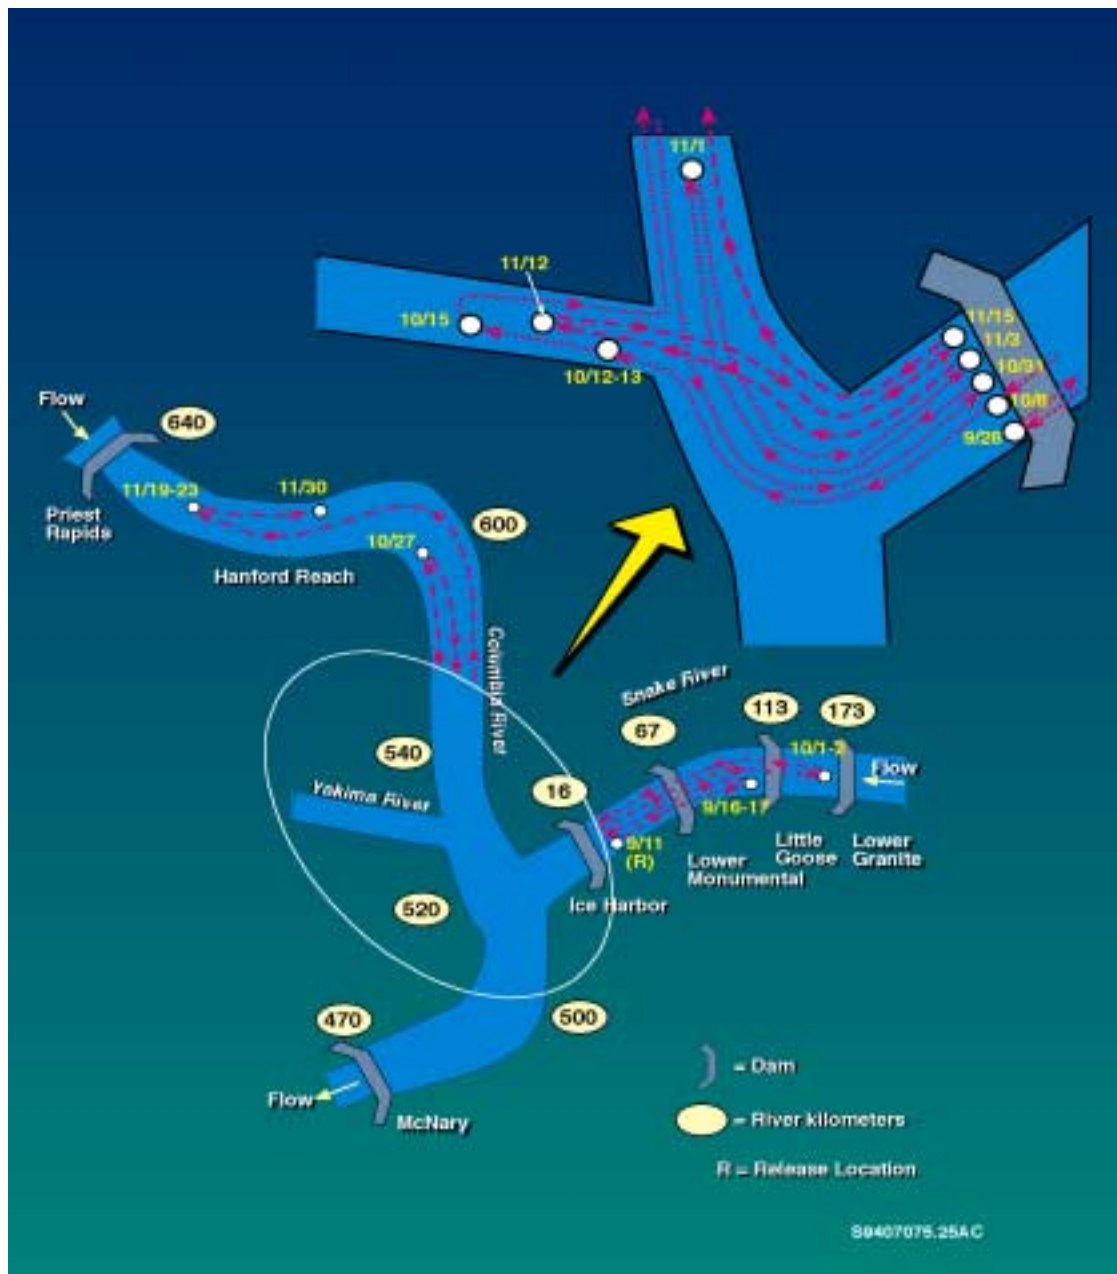 11/1
11/12
10/15
10/12-13
11/15
11/3
10/31
10/8
9/28
Flow
640
11/19-23
11/30
Priest
Rapids
600
10/27
Hanford Reach
Columbia River
Snake River
113
173
67
10/1-2
Flow
540
16
Yakima River
9/16-17
9/11
(R)
Little
Goose
Lower
Granite
Lower
Monumental
520
Ice Harbor
470
500
= Dam
Flow
McNary
= River kilometers
R = Release Location
S9407075.25AC